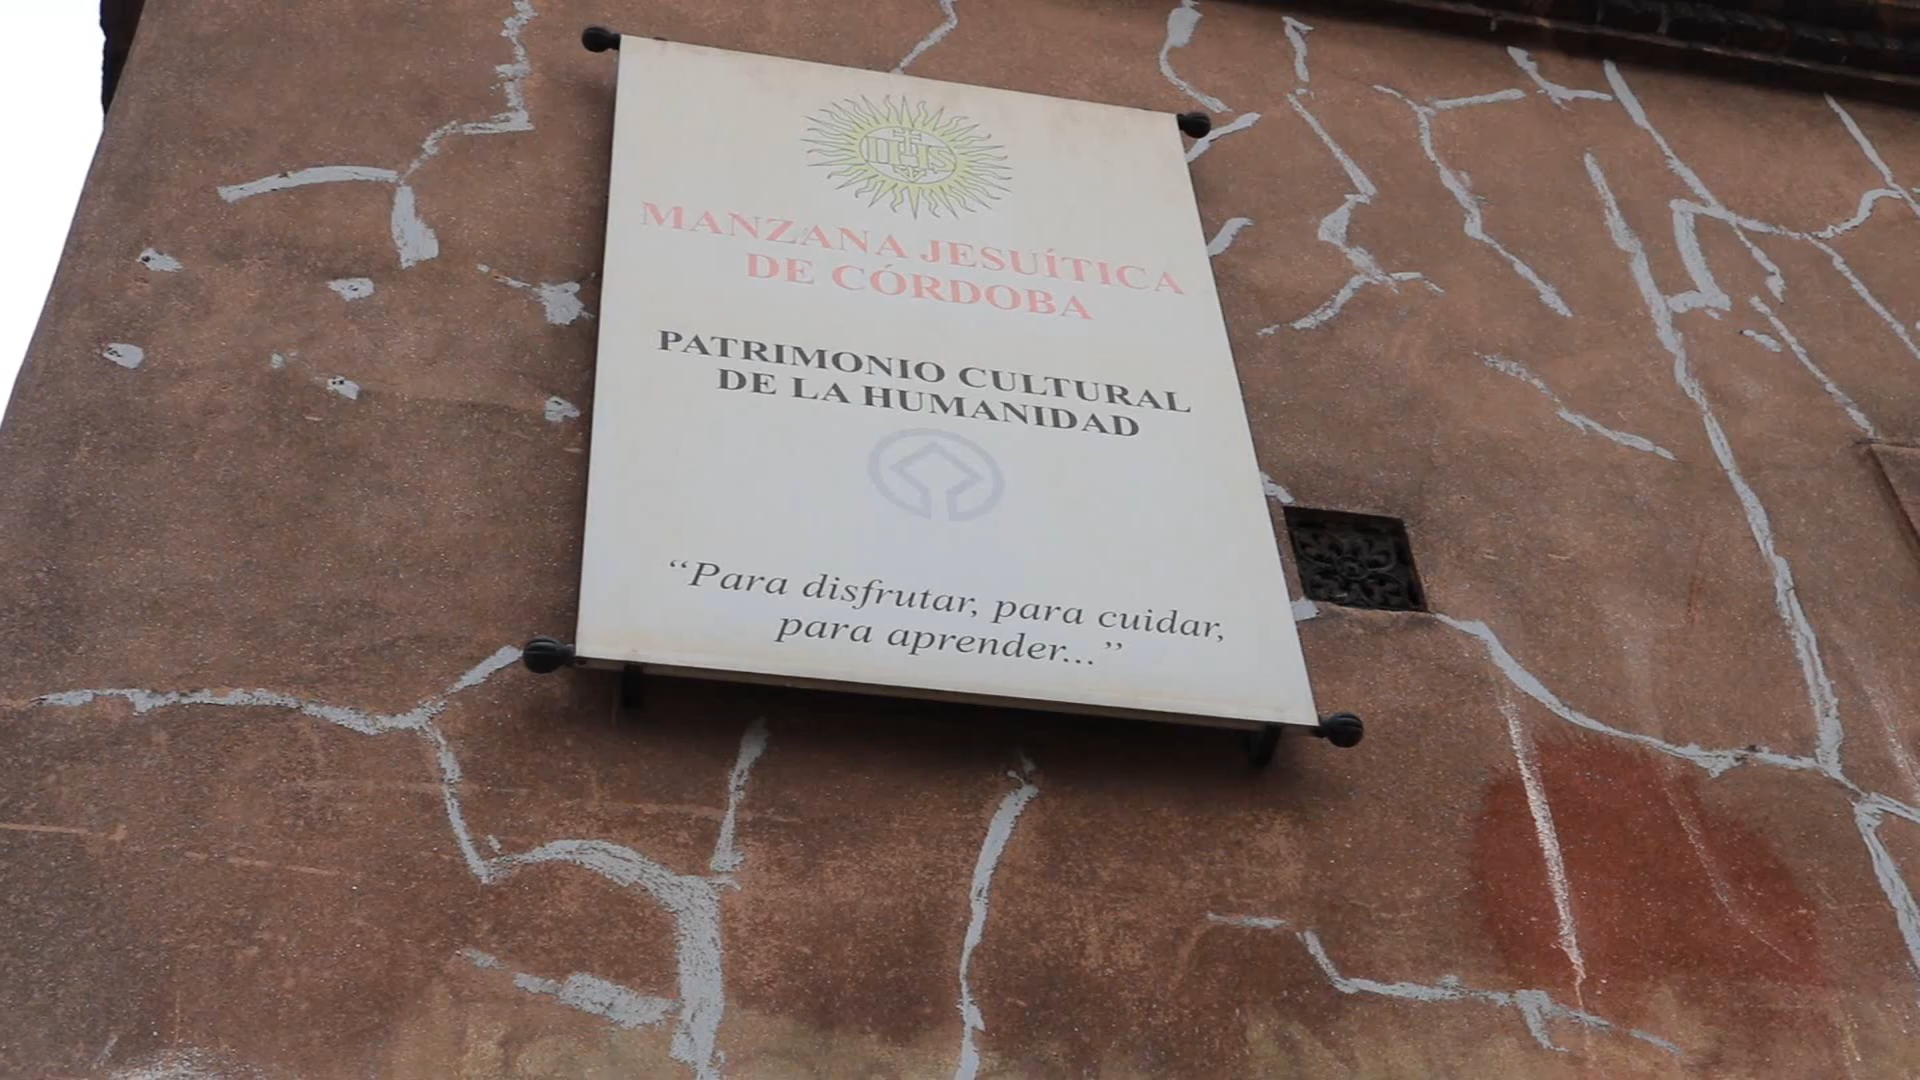 IHS
MANZANA JESUÍTICA
DE CÓRDOBA
PATRIMONIO CULTURAL
DE LA HUMANIDAD
“Para disfrutar, para cuidar,
para aprender...”